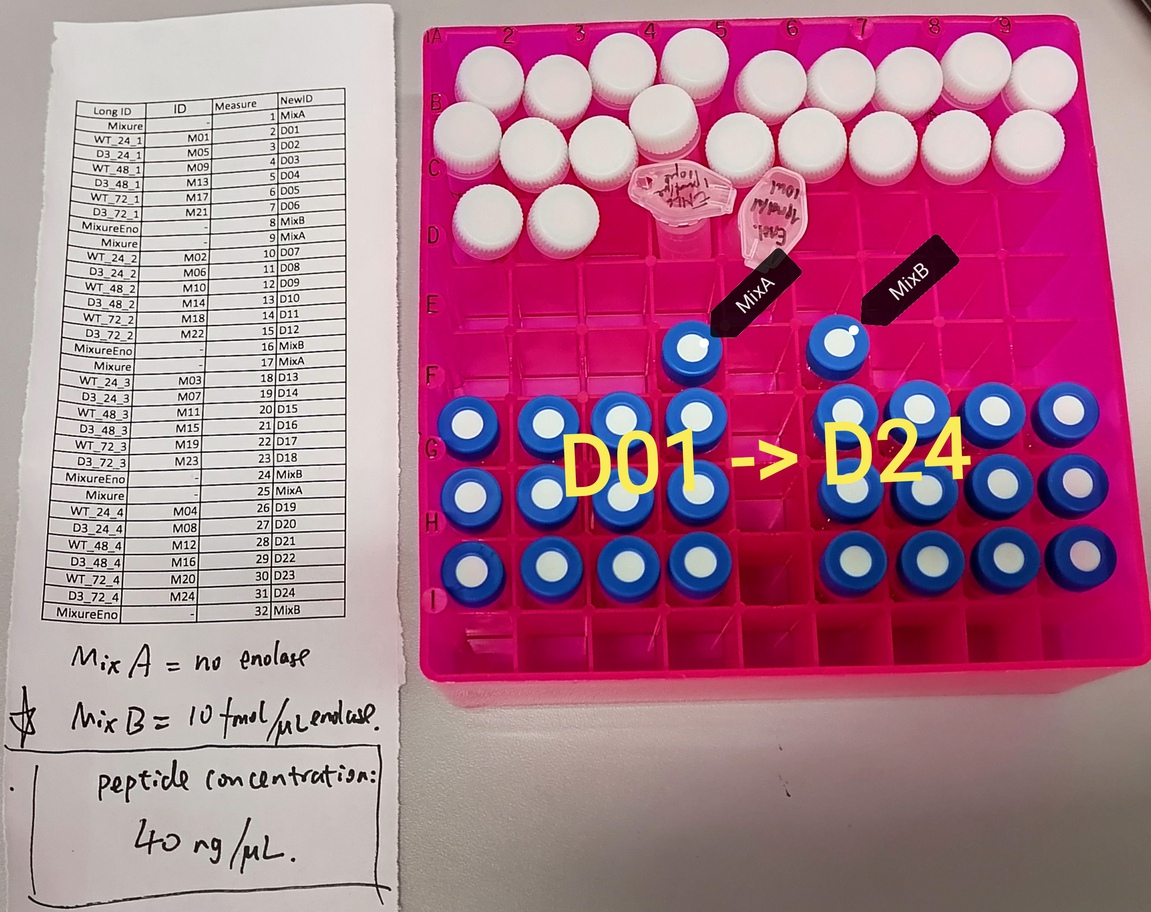 Long ID ID Measure NewID
Mixure - 1 MixA
WT_24_1 M01 2 D01
D3_24_1 M05 3 D02
WT_48_1 M09 4 D03
D3_48_1 M13 5 D04
WT_72_1 M17 6 D05
D3_72_1 M21 7 D06
MixureEno - 8 MixB
Mixure - 9 MixA
WT_24_2 M02 10 D07
D3_24_2 M06 11 D08
WT_48_2 M10 12 D09
D3_48_2 M14 13 D10
WT_72_2 M18 14 D11
D3_72_2 M22 15 D12
MixureEno - 16 MixB
Mixure - 17 MixA
WT_24_3 M03 18 D13
D3_24_3 M07 19 D14
WT_48_3 M11 20 D15
D3_48_3 M15 21 D16
WT_72_3 M19 22 D17
D3_72_3 M23 23 D18
MixureEno - 24 MixB
Mixure - 25 MixA
WT_24_4 M04 26 D19
D3_24_4 M08 27 D20
WT_48_4 M12 28 D21
D3_48_4 M16 29 D22
WT_72_4 M20 30 D23
D3_72_4 M24 31 D24
MixureEno - 32 MixB
Mix A = no enolase
Mix B = 10 fmol/μL enolase.
peptide concentration:
40 ng/μL.
1A 2 3 4 5 6 7 8 9
B
C
D
E
F
G
H
I
Enol.
1pmol/μl
10μl
MixA
MixB
D01 -> D24